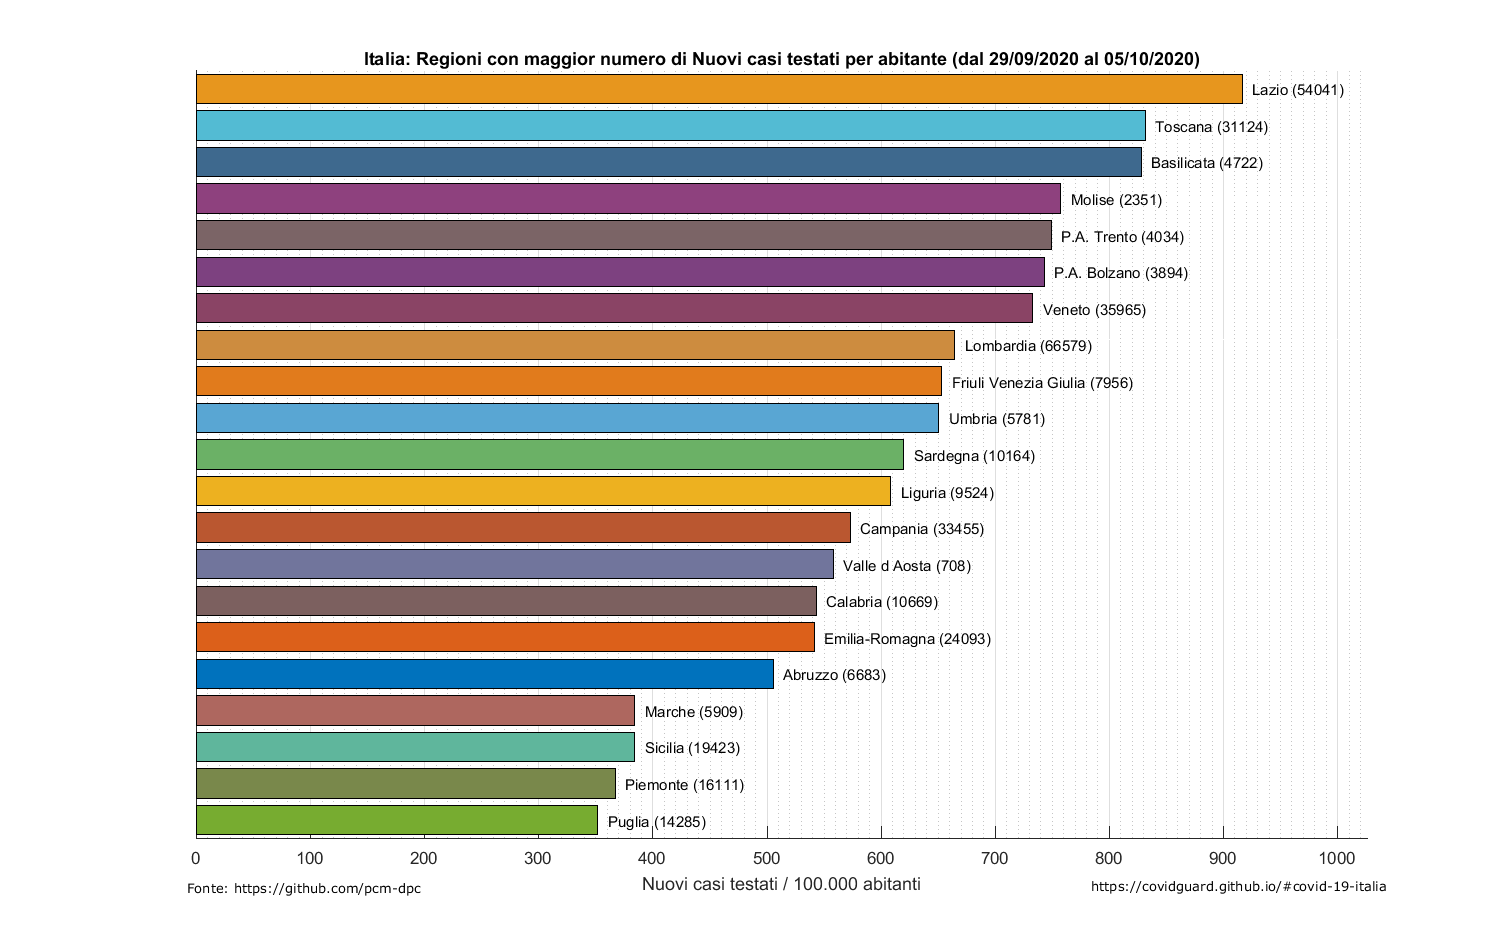 Italia: Regioni con maggior numero di Nuovi casi testati per abitante (dal 29/09/2020 al 05/10/2020)
Lazio (54041)
Toscana (31124)
Basilicata (4722)
Molise (2351)
P.A. Trento (4034)
P.A. Bolzano (3894)
Veneto (35965)
Lombardia (66579)
Friuli Venezia Giulia (7956)
Umbria (5781)
Sardegna (10164)
Liguria (9524)
Campania (33455)
Valle d Aosta (708)
Calabria (10669)
Emilia-Romagna (24093)
Abruzzo (6683)
Marche (5909)
Sicilia (19423)
Piemonte (16111)
Puglia (14285)
0 100 200 300 400 500 600 700 800 900 1000
Nuovi casi testati / 100.000 abitanti
Fonte: https://github.com/pcm-dpc
https://covidguard.github.io/#covid-19-italia